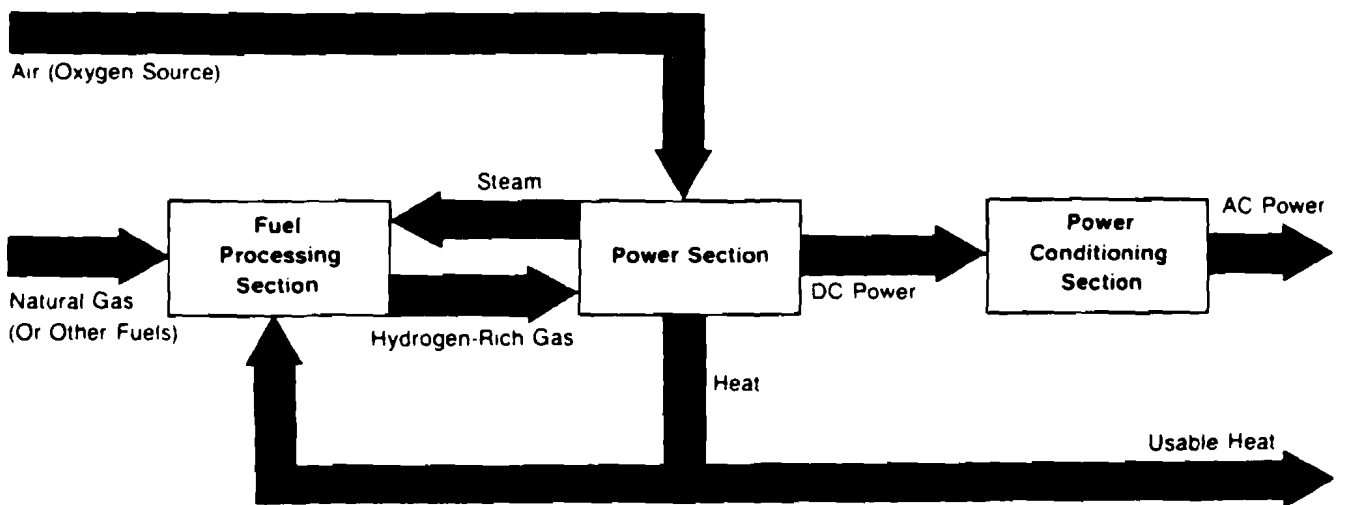 Air (Oxygen Source)
Steam
Fuel
Processing
Section
Power Section
Power
Conditioning
Section
AC Power
Natural Gas
(Or Other Fuels)
Hydrogen-Rich Gas
DC Power
Heat
Usable Heat